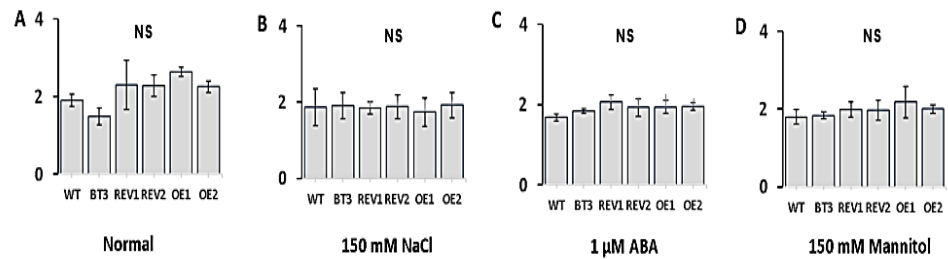 A
4
NS
2
0
WT BT3 REV1 REV2 OE1 OE2
Normal
B
4
NS
2
0
WT BT3 REV1 REV2 OE1 OE2
150 mM NaCl
C
4
NS
2
0
WT BT3 REV1 REV2 OE1 OE2
1 µM ABA
D
4
NS
2
0
WT BT3 REV1 REV2 OE1 OE2
150 mM Mannitol